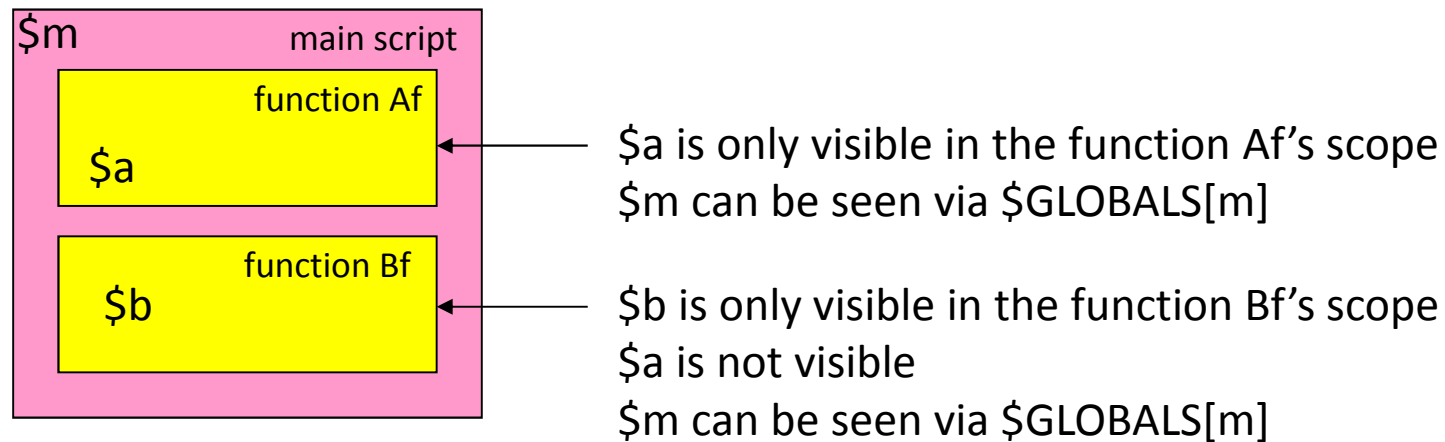 $m
main script
function Af
$a
$a is only visible in the function Af’s scope
$m can be seen via $GLOBALS[m]
function Bf
$b
$b is only visible in the function Bf’s scope
$a is not visible
$m can be seen via $GLOBALS[m]